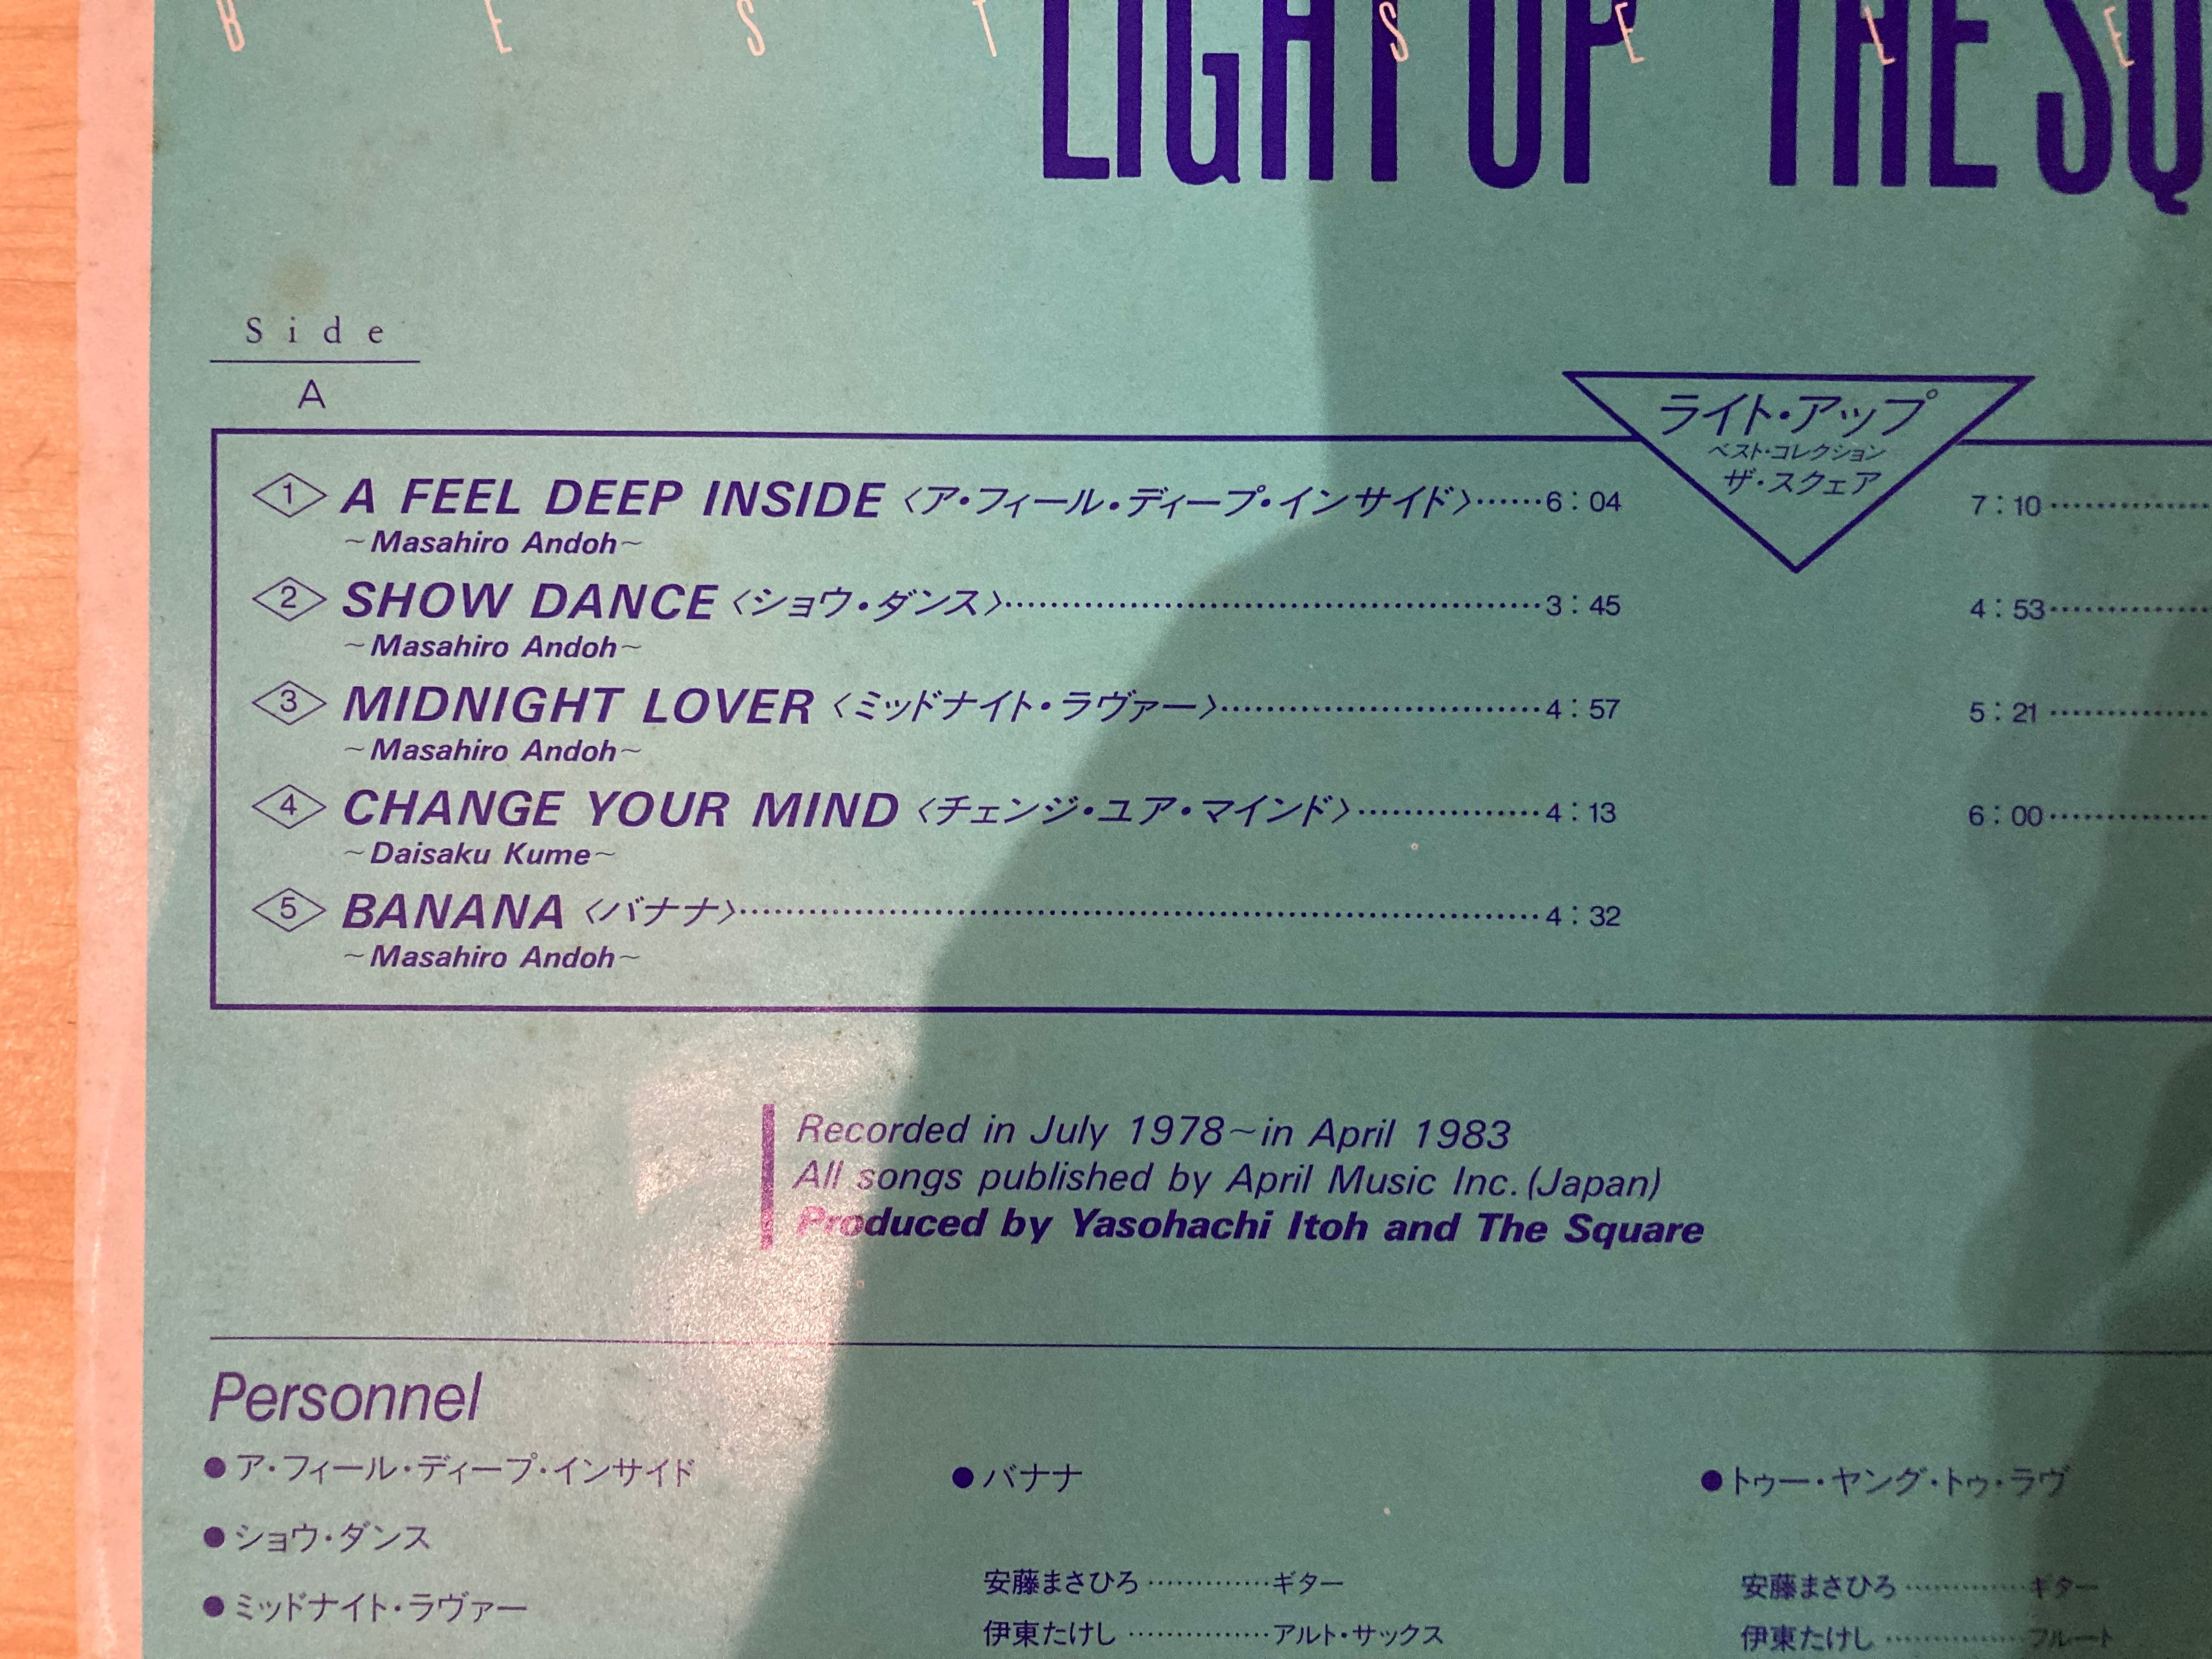 B E S T S E L E
LIGHT UP THE SQ
Side
A
ライト・アップ
ベスト・コレクション
ザ・スクェア
1 A FEEL DEEP INSIDE〈ア・フィール・ディープ・インサイド〉……6：04
~Masahiro Andoh~
2 SHOW DANCE〈ショウ・ダンス〉……3：45
~Masahiro Andoh~
3 MIDNIGHT LOVER〈ミッドナイト・ラヴァー〉……4：57
~Masahiro Andoh~
4 CHANGE YOUR MIND〈チェンジ・ユア・マインド〉……4：13
~Daisaku Kume~
5 BANANA〈バナナ〉……4：32
~Masahiro Andoh~
7：10……
4：53……
5：21……
6：00……
Recorded in July 1978~in April 1983
All songs published by April Music Inc. (Japan)
Produced by Yasohachi Itoh and The Square
Personnel
●ア・フィール・ディープ・インサイド
●ショウ・ダンス
●ミッドナイト・ラヴァー
●バナナ
安藤まさひろ……ギター
伊東たけし……アルト・サックス
●トゥー・ヤング・トゥ・ラヴ
安藤まさひろ……ギター
伊東たけし……フルート